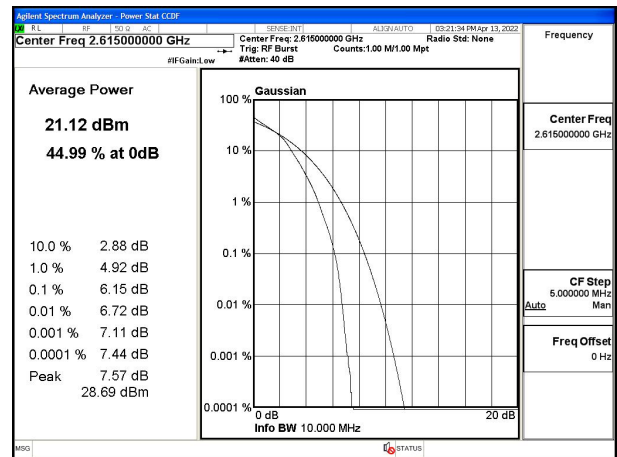 Agilent Spectrum Analyzer - Power Stat CCDF
RL RF 50 Ω AC SENSE:INT ALIGNAUTO 03:21:34 PM Apr 13, 2022
Center Freq 2.615000000 GHz
Center Freq: 2.615000000 GHz Radio Std: None
Trig: RF Burst Counts:1.00 M/1.00 Mpt
#IFGain:Low #Atten: 40 dB
Frequency
Average Power
21.12 dBm
44.99 % at 0dB
10.0 % 2.88 dB
1.0 % 4.92 dB
0.1 % 6.15 dB
0.01 % 6.72 dB
0.001 % 7.11 dB
0.0001 % 7.44 dB
Peak 7.57 dB
28.69 dBm
Gaussian
100 %
10 %
1 %
0.1 %
0.01 %
0.001 %
0.0001 %
0 dB 20 dB
Info BW 10.000 MHz
Center Freq
2.615000000 GHz
CF Step
5.000000 MHz
Auto Man
Freq Offset
0 Hz
MSG STATUS